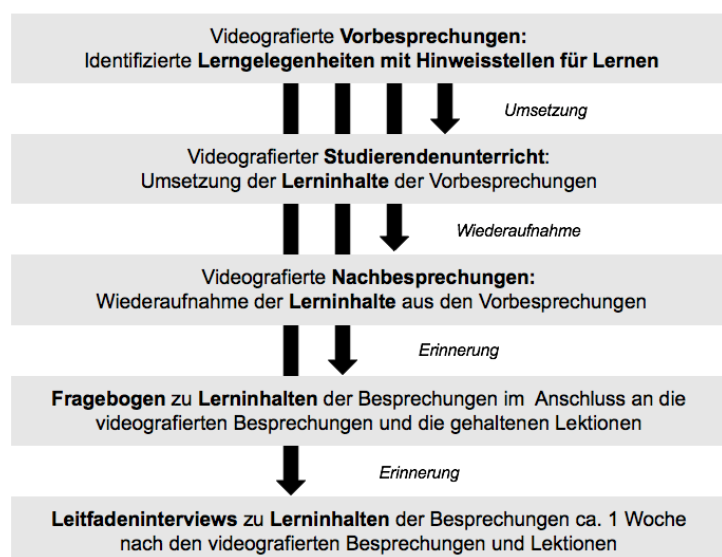 Videografierte Vorbesprechungen:
Identifizierte Lerngelegenheiten mit Hinweisstellen für Lernen
Umsetzung
Videografierter Studierendenunterricht:
Umsetzung der Lerninhalte der Vorbesprechungen
Wiederaufnahme
Videografierte Nachbesprechungen:
Wiederaufnahme der Lerninhalte aus den Vorbesprechungen
Erinnerung
Fragebogen zu Lerninhalten der Besprechungen im Anschluss an die
videografierten Besprechungen und die gehaltenen Lektionen
Erinnerung
Leitfadeninterviews zu Lerninhalten der Besprechungen ca. 1 Woche
nach den videografierten Besprechungen und Lektionen